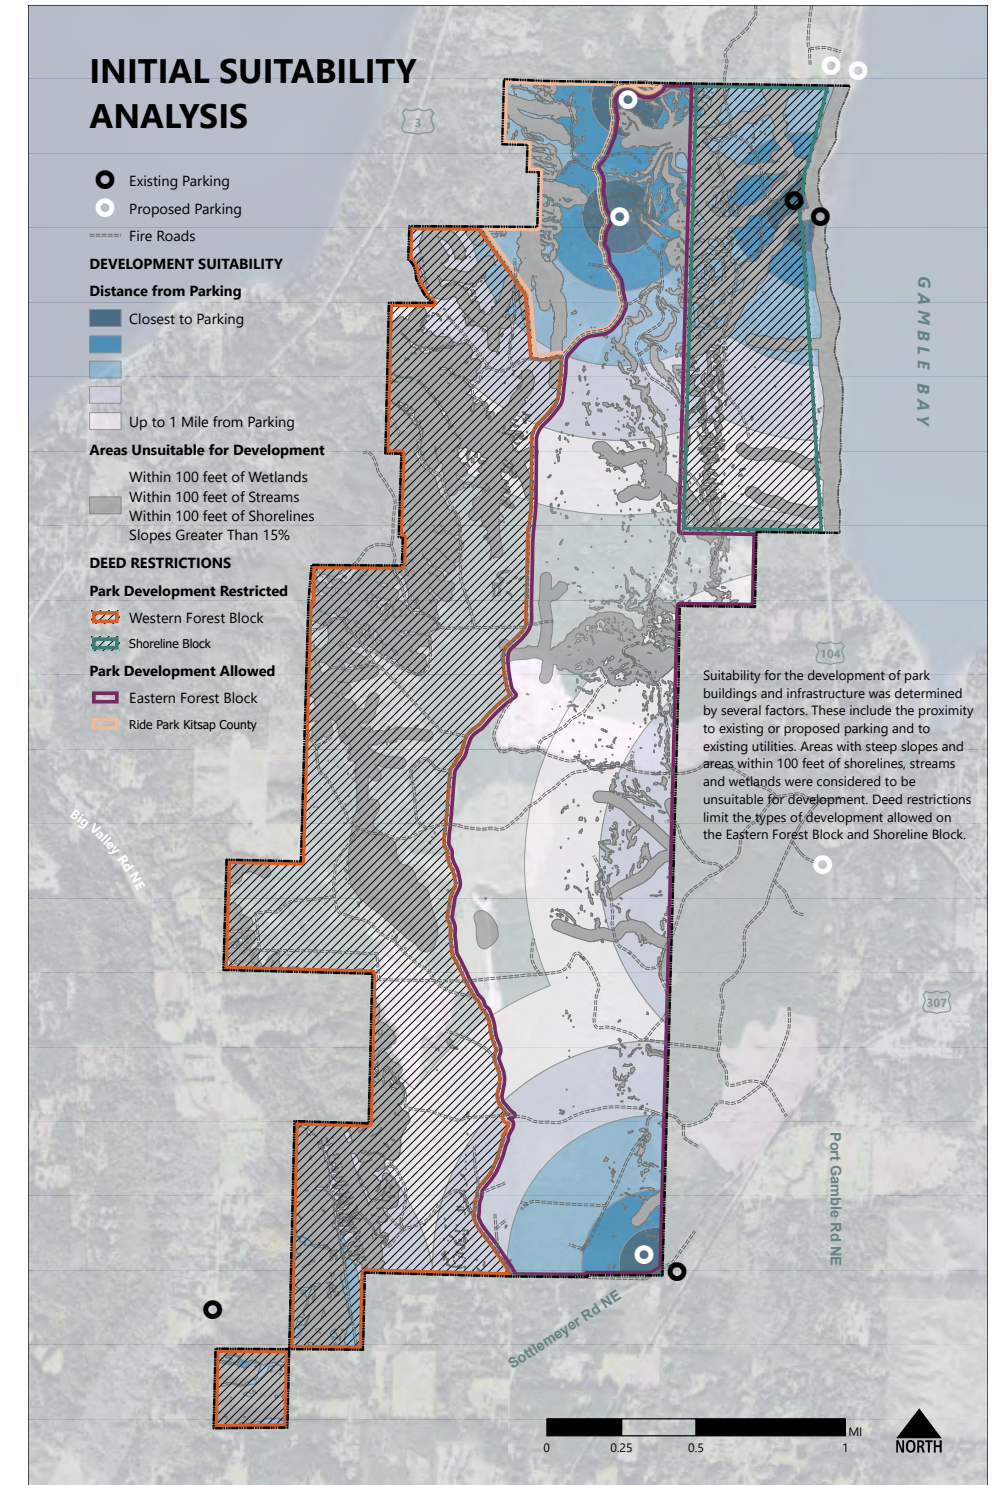 INITIAL SUITABILITY
ANALYSIS
3
Existing Parking
Proposed Parking
Fire Roads
DEVELOPMENT SUITABILITY
Distance from Parking
Closest to Parking
Up to 1 Mile from Parking
Areas Unsuitable for Development
Within 100 feet of Wetlands
Within 100 feet of Streams
Within 100 feet of Shorelines
Slopes Greater Than 15%
DEED RESTRICTIONS
Park Development Restricted
Western Forest Block
Shoreline Block
Park Development Allowed
Eastern Forest Block
Ride Park Kitsap County
GAMBLE BAY
104
Suitability for the development of park
buildings and infrastructure was determined
by several factors. These include the proximity
to existing or proposed parking and to
existing utilities. Areas with steep slopes and
areas within 100 feet of shorelines, streams
and wetlands were considered to be
unsuitable for development. Deed restrictions
limit the types of development allowed on
the Eastern Forest Block and Shoreline Block.
Big Valley Rd NE
307
Port Gamble Rd NE
Sottlemeyer Rd NE
0 0.25 0.5 1 MI
NORTH